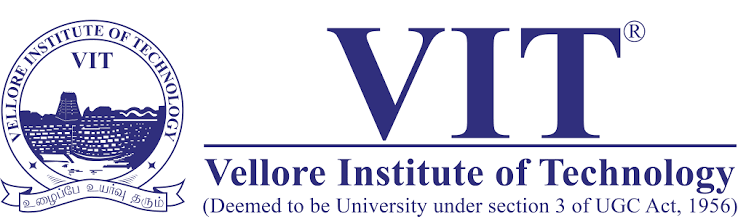 VELLORE INSTITUTE OF TECHNOLOGY
VIT
உழைப்பே உயர்வு தரும்
VIT®
Vellore Institute of Technology
(Deemed to be University under section 3 of UGC Act, 1956)